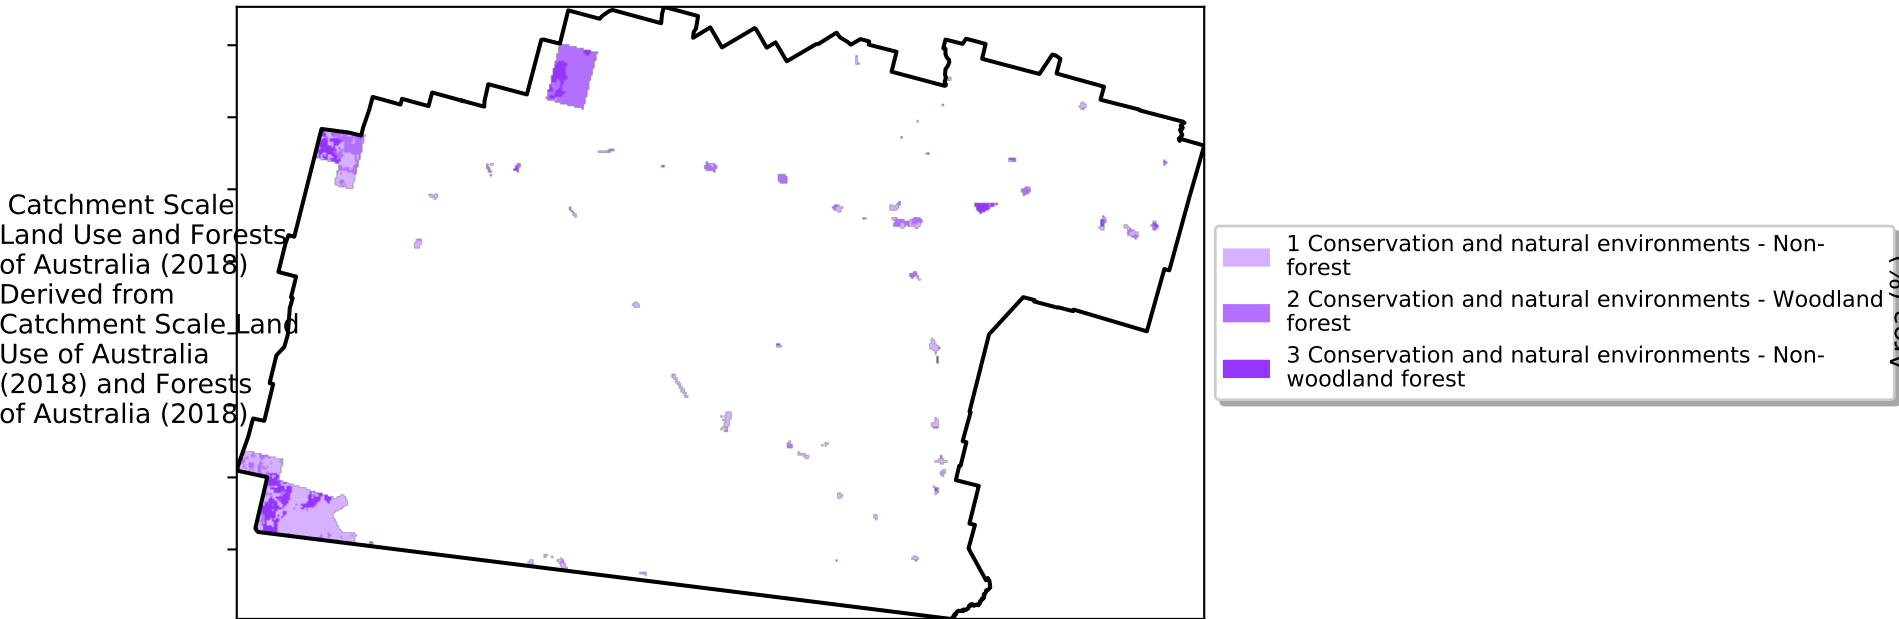 Catchment Scale
Land Use and Forests
of Australia (2018)
Derived from
Catchment Scale Land
Use of Australia
(2018) and Forests
of Australia (2018)
1 Conservation and natural environments - Non-
forest
2 Conservation and natural environments - Woodland
forest
3 Conservation and natural environments - Non-
woodland forest